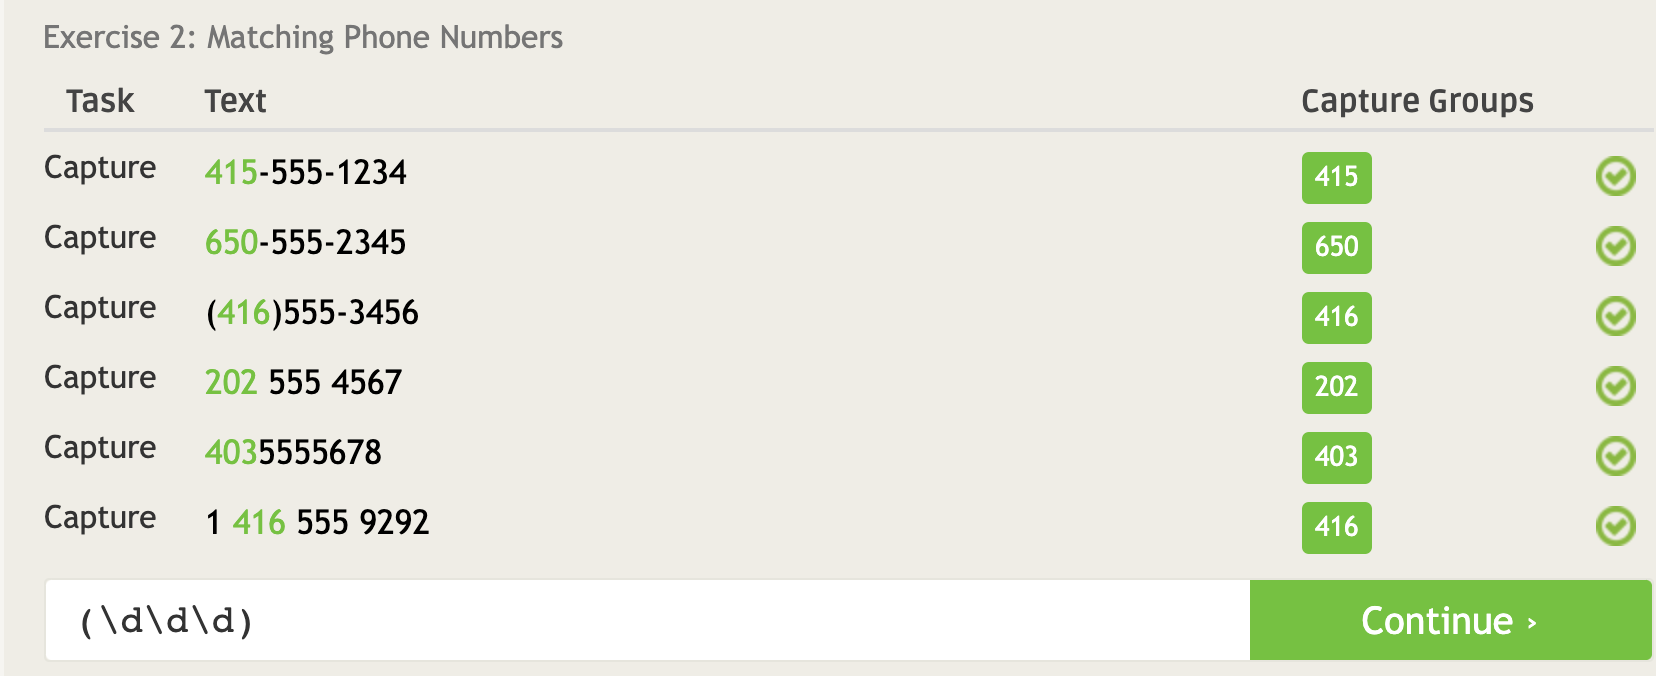 Exercise 2: Matching Phone Numbers
Task Text Capture Groups
Capture 415-555-1234 415
Capture 650-555-2345 650
Capture (416)555-3456 416
Capture 202 555 4567 202
Capture 4035555678 403
Capture 1 416 555 9292 416
(\d\d\d) Continue ›